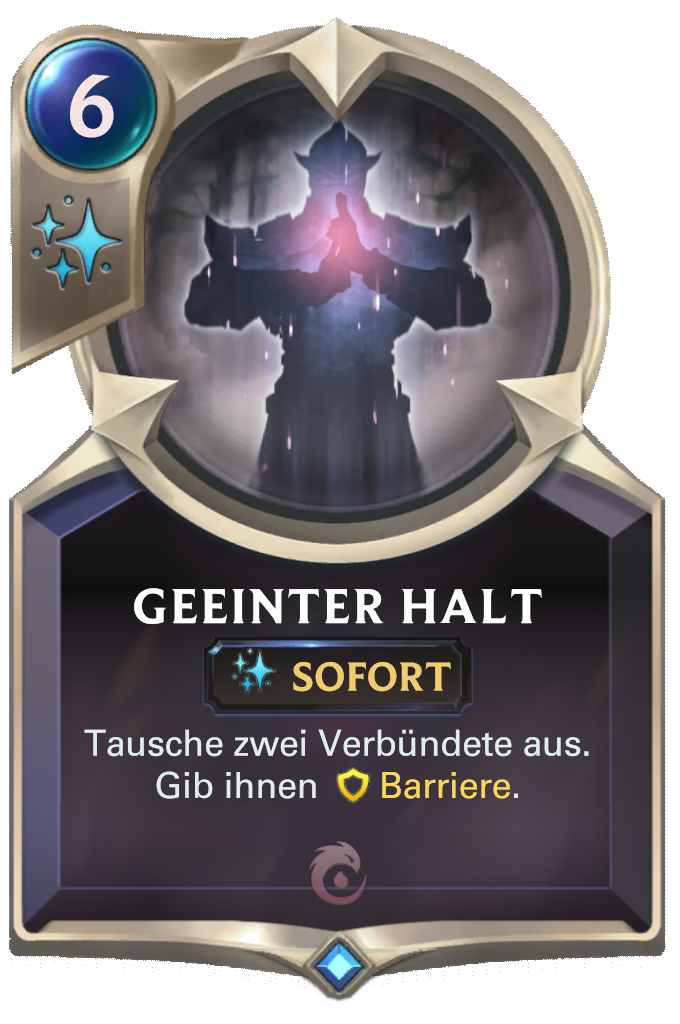 6
GEEINTER HALT
SOFORT
Tausche zwei Verbündete aus.
Gib ihnen Barriere.